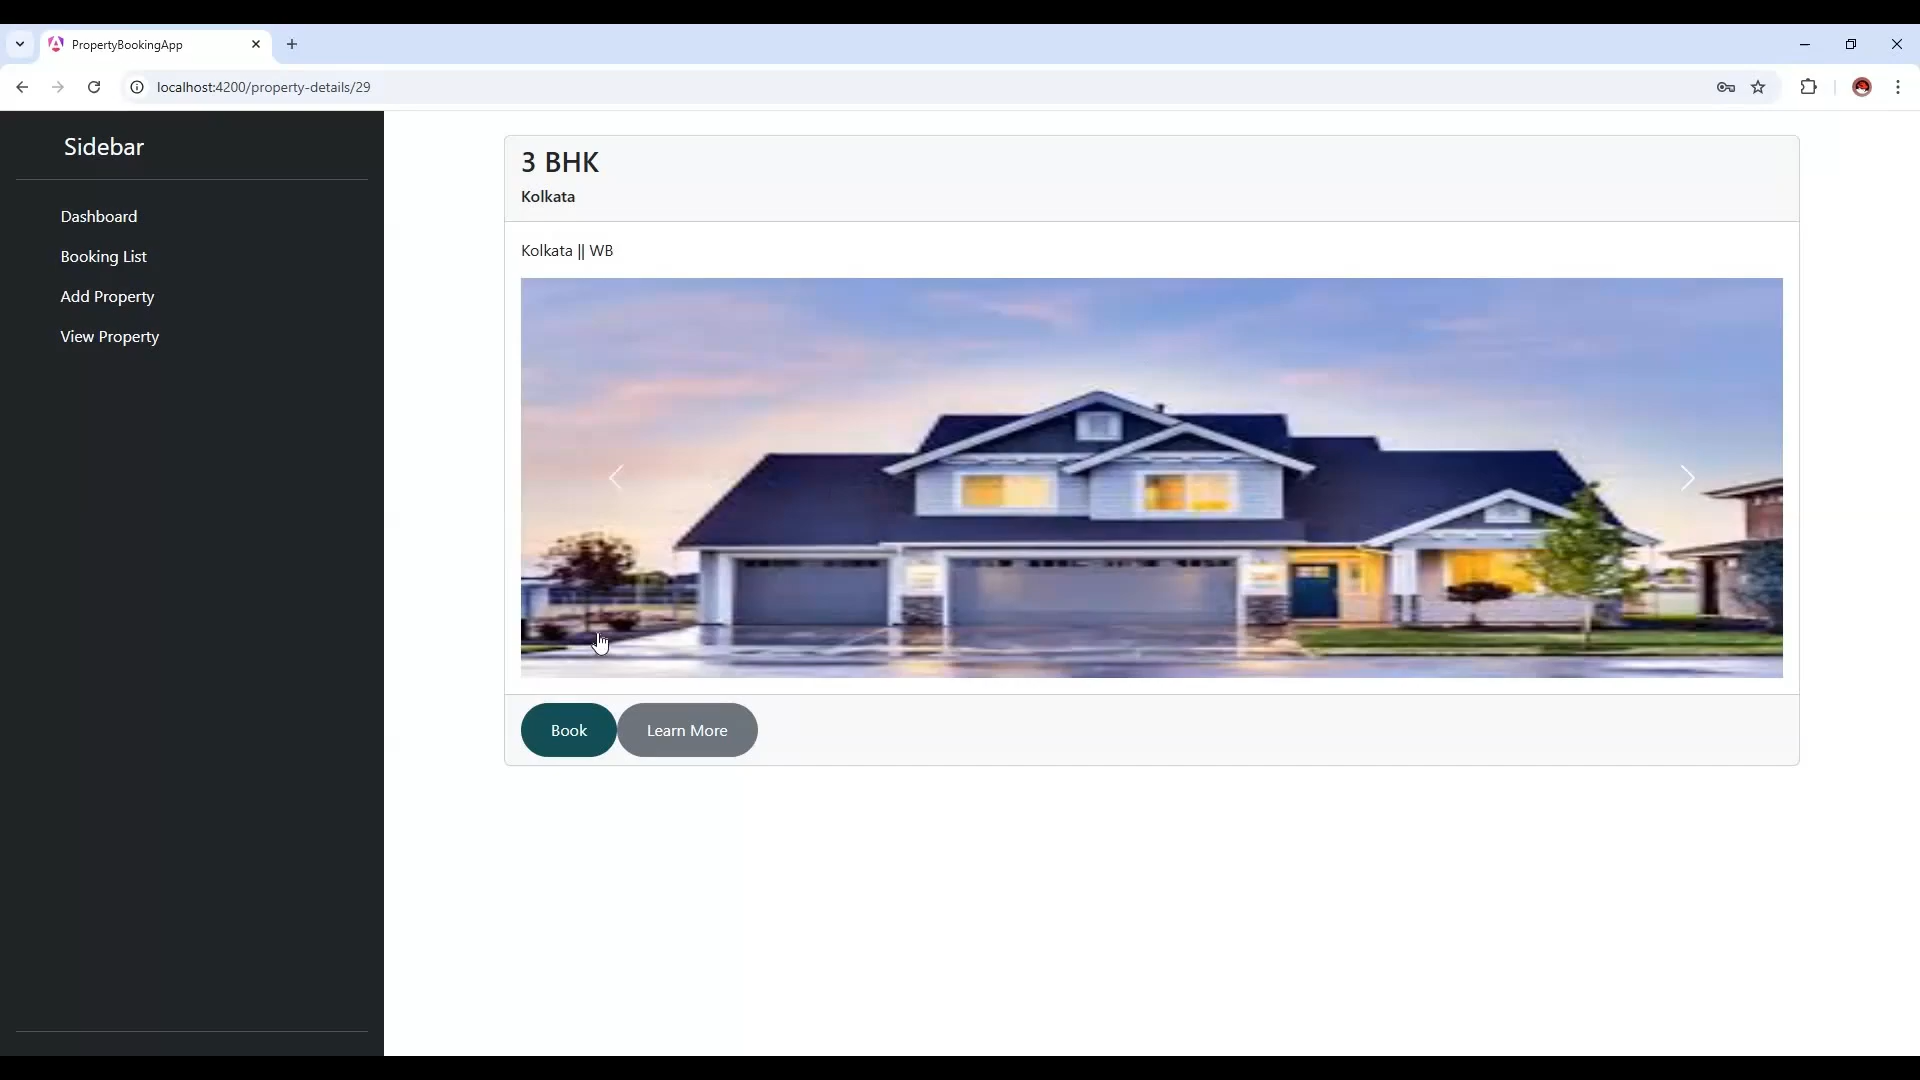 PropertyBookingApp
localhost:4200/property-details/29
Sidebar
Dashboard
Booking List
Add Property
View Property
3 BHK
Kolkata
Kolkata || WB
Book
Learn More